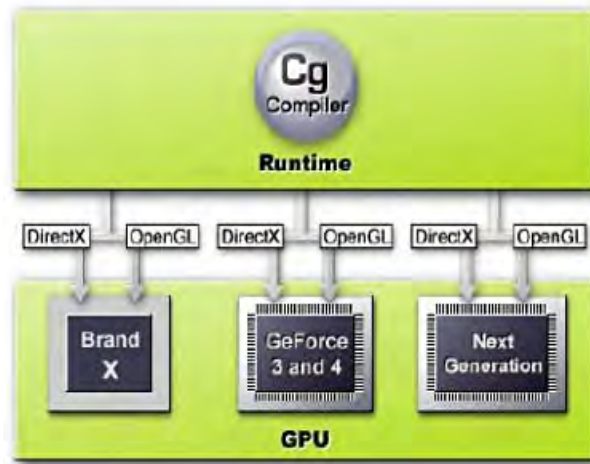 Cg
Compiler
Runtime
DirectX OpenGL DirectX OpenGL DirectX OpenGL
Brand
X
GeForce
3 and 4
Next
Generation
GPU